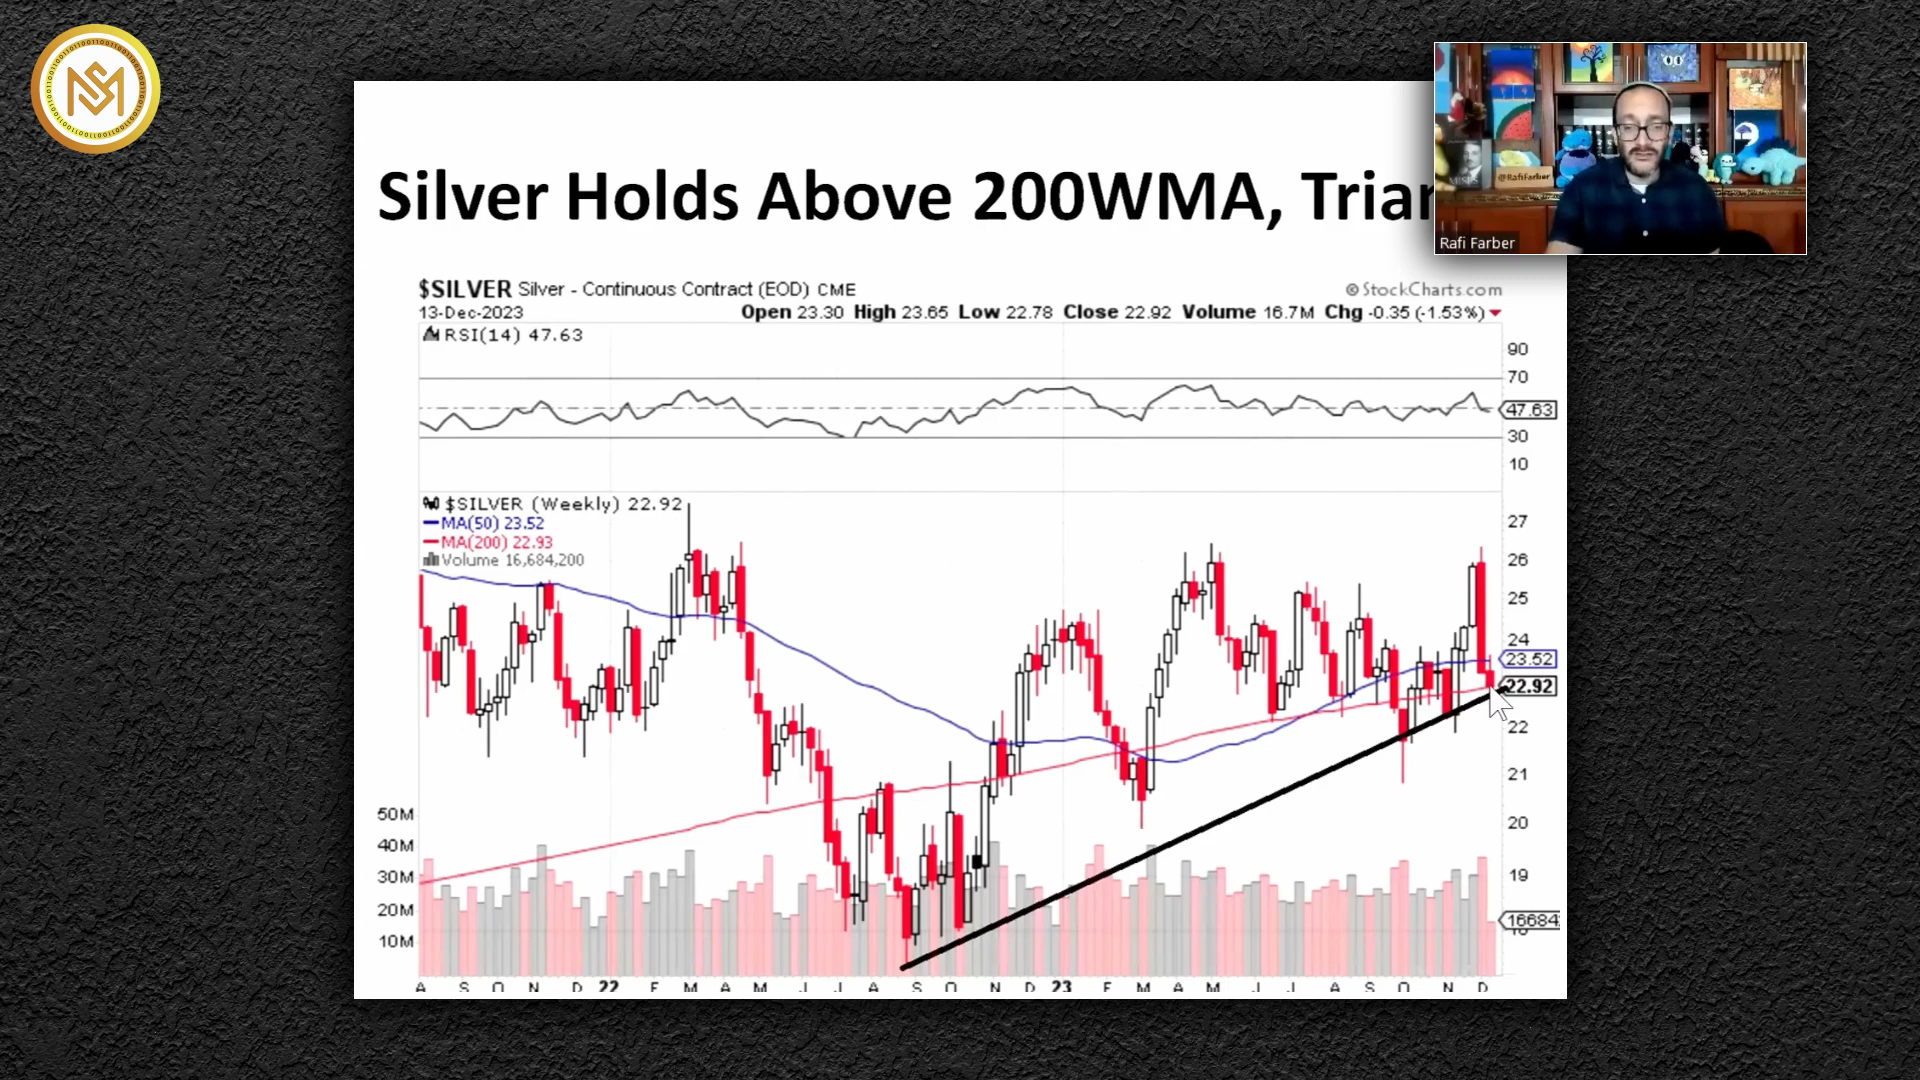 Silver Holds Above 200WMA, Trian
MISES
@RafiFarber
Rafi Farber
$SILVER Silver - Continuous Contract (EOD) CME
© StockCharts.com
13-Dec-2023
Open 23.30 High 23.65 Low 22.78 Close 22.92 Volume 16.7M Chg -0.35 (-1.53%)
RSI(14) 47.63
90
70
47.63
30
10
$SILVER (Weekly) 22.92
MA(50) 23.52
MA(200) 22.93
Volume 16,684,200
27
26
25
24
23.52
22.92
22
21
20
19
16684
50M
40M
30M
20M
10M
A S O N D 22 F M A M J J A S O N D 23 F M A M J J A S O N D